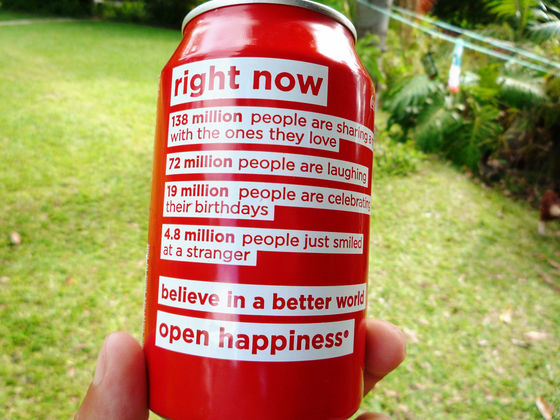 right now
138 million people are sharing a
with the ones they love
72 million people are laughing
19 million people are celebrating
their birthdays
4.8 million people just smiled
at a stranger
believe in a better world
open happiness®